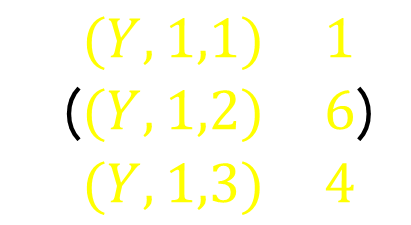 (Y, 1,1) 1
((Y, 1,2) 6)
(Y, 1,3) 4